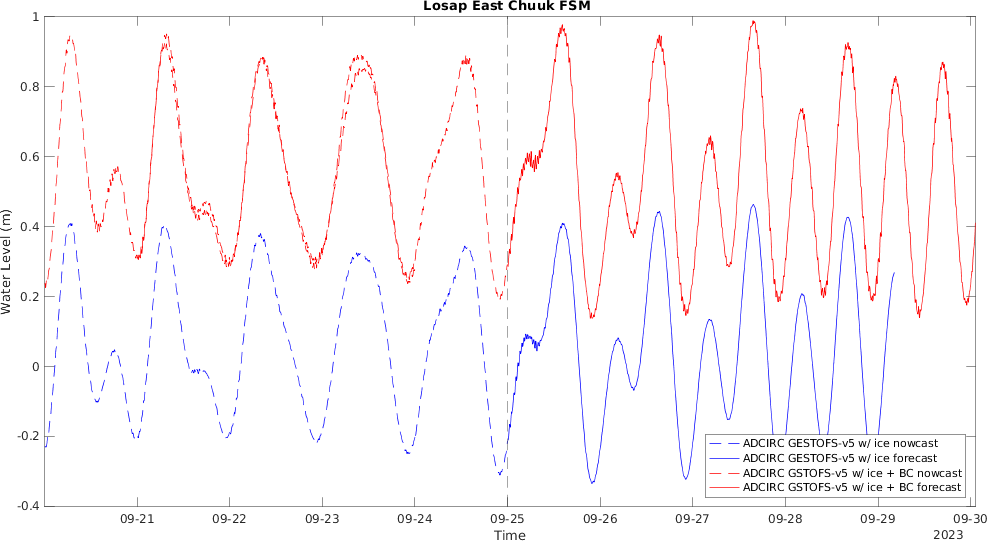 Losap East Chuuk FSM
Water Level (m)
1
0.8
0.6
0.4
0.2
0
-0.2
-0.4
09-21 09-22 09-23 09-24 09-25 09-26 09-27 09-28 09-29 09-30
Time
2023
ADCIRC GESTOFS-v5 w/ ice nowcast
ADCIRC GESTOFS-v5 w/ ice forecast
ADCIRC GSTOFS-v5 w/ ice + BC nowcast
ADCIRC GSTOFS-v5 w/ ice + BC forecast